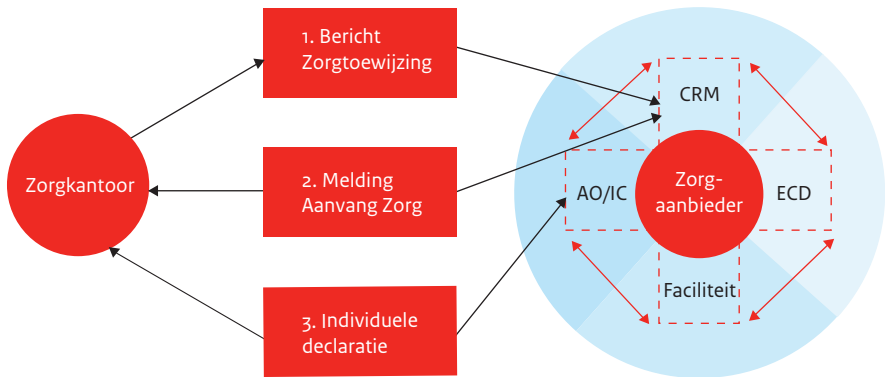 Zorgkantoor
1. Bericht
Zorgtoewijzing
2. Melding
Aanvang Zorg
3. Individuele
declaratie
CRM
AO/IC
Zorg-
aanbieder
ECD
Faciliteit